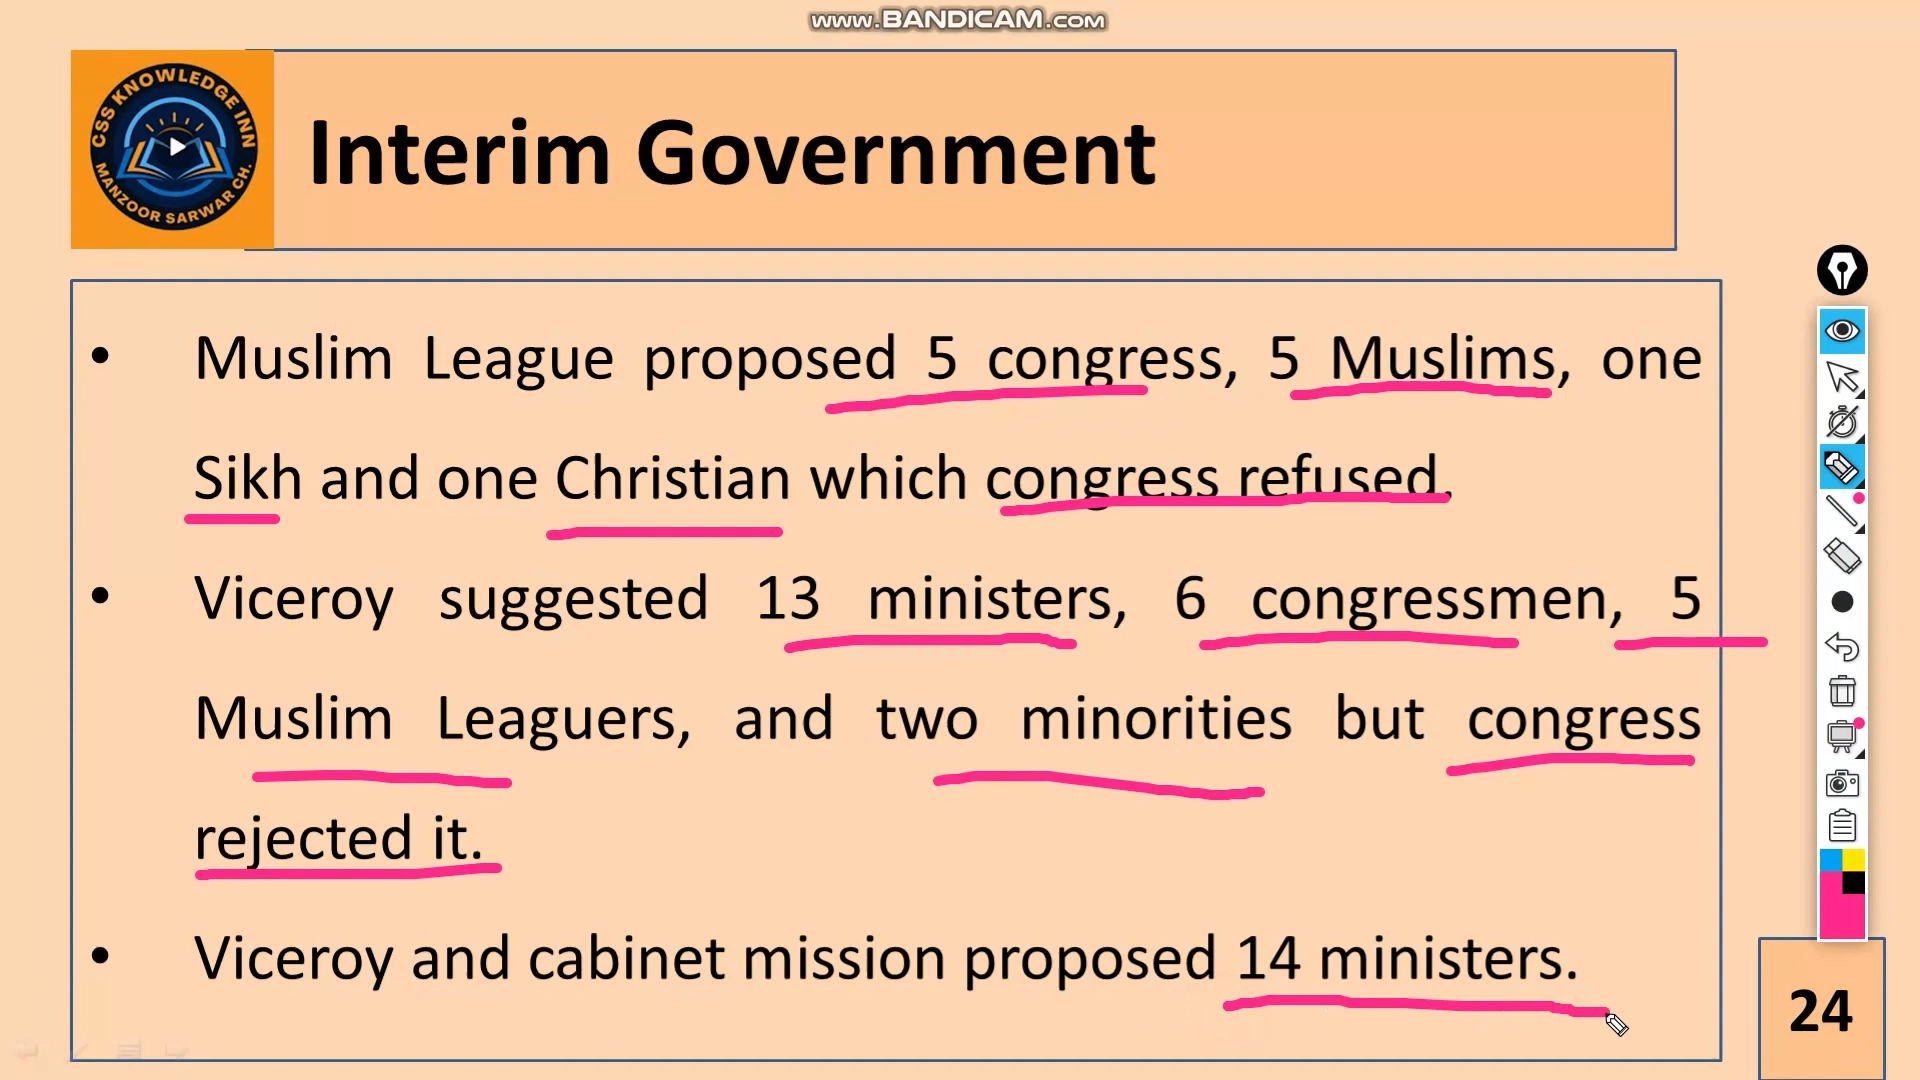 www.BANDICAM.com
CSS KNOWLEDGE INN
MANZOOR SARWAR CH.
Interim Government
• Muslim League proposed 5 congress, 5 Muslims, one
Sikh and one Christian which congress refused.
• Viceroy suggested 13 ministers, 6 congressmen, 5
Muslim Leaguers, and two minorities but congress
rejected it.
• Viceroy and cabinet mission proposed 14 ministers.
24